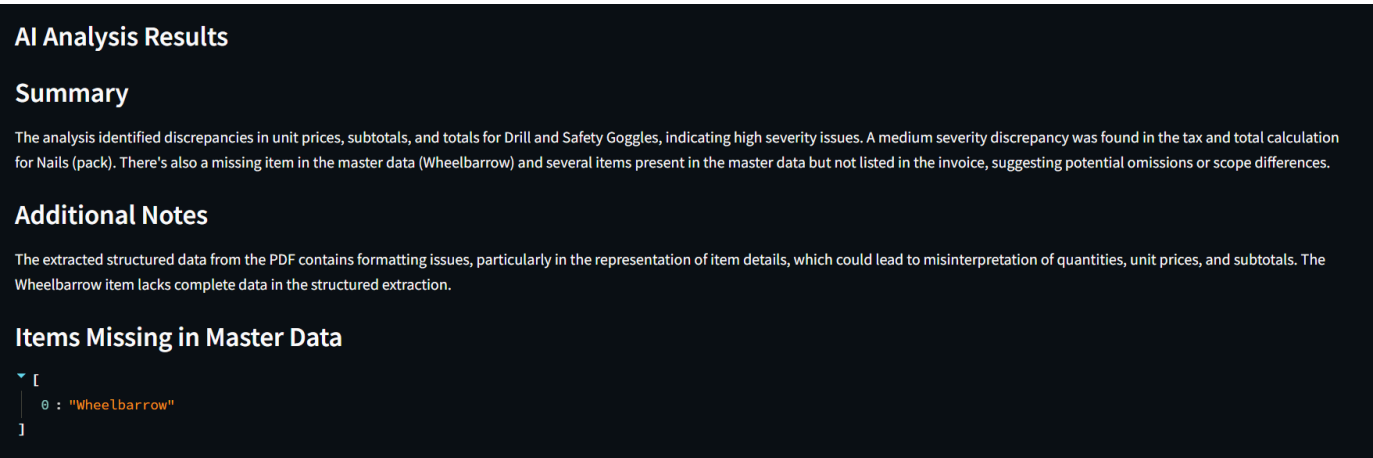 AI Analysis Results
Summary
The analysis identified discrepancies in unit prices, subtotals, and totals for Drill and Safety Goggles, indicating high severity issues. A medium severity discrepancy was found in the tax and total calculation
for Nails (pack). There's also a missing item in the master data (Wheelbarrow) and several items present in the master data but not listed in the invoice, suggesting potential omissions or scope differences.
Additional Notes
The extracted structured data from the PDF contains formatting issues, particularly in the representation of item details, which could lead to misinterpretation of quantities, unit prices, and subtotals. The
Wheelbarrow item lacks complete data in the structured extraction.
Items Missing in Master Data
[
0 : "Wheelbarrow"
]